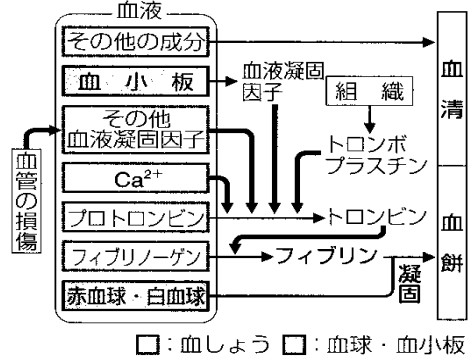 血液
その他の成分
血小板
血液凝固
因子
組織
その他
血液凝固因子
トロンボ
プラスチン
血管の損傷
Ca²⁺
プロトロンビン
トロンビン
フィブリノーゲン
フィブリン
凝固
赤血球・白血球
血清
血餅
□:血しょう □:血球・血小板